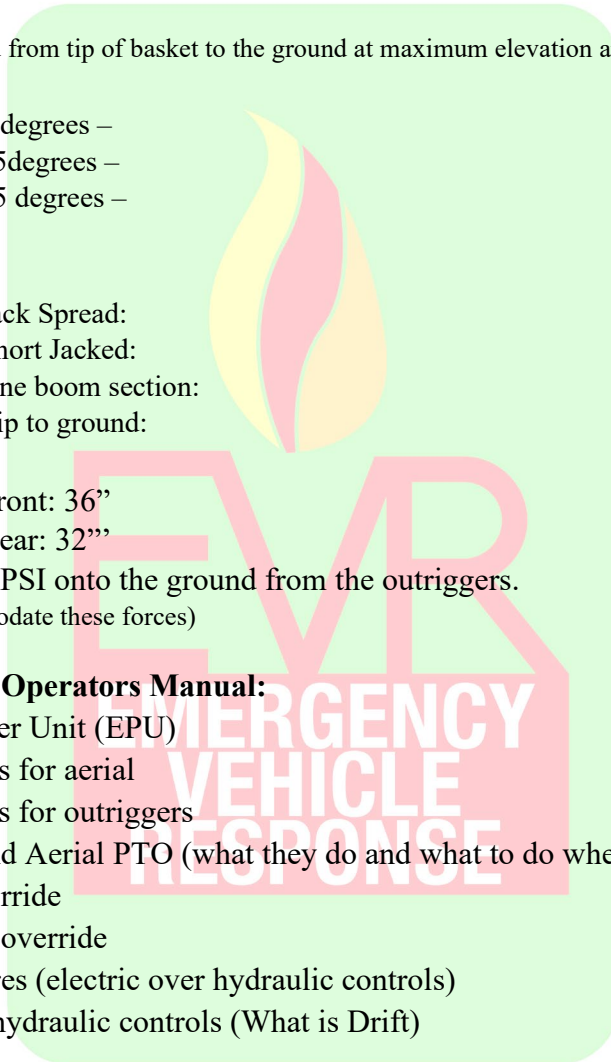 from tip of basket to the ground at maximum elevation a
degrees –
5degrees –
5 degrees –
ack Spread:
hort Jacked:
ne boom section:
ip to ground:
ront: 36”
ear: 32”’
PSI onto the ground from the outriggers.
odate these forces)
Operators Manual:
er Unit (EPU)
s for aerial
s for outriggers
d Aerial PTO (what they do and what to do whe
rride
override
res (electric over hydraulic controls)
hydraulic controls (What is Drift)
EVR
EMERGENCY
VEHICLE
RESPONSE